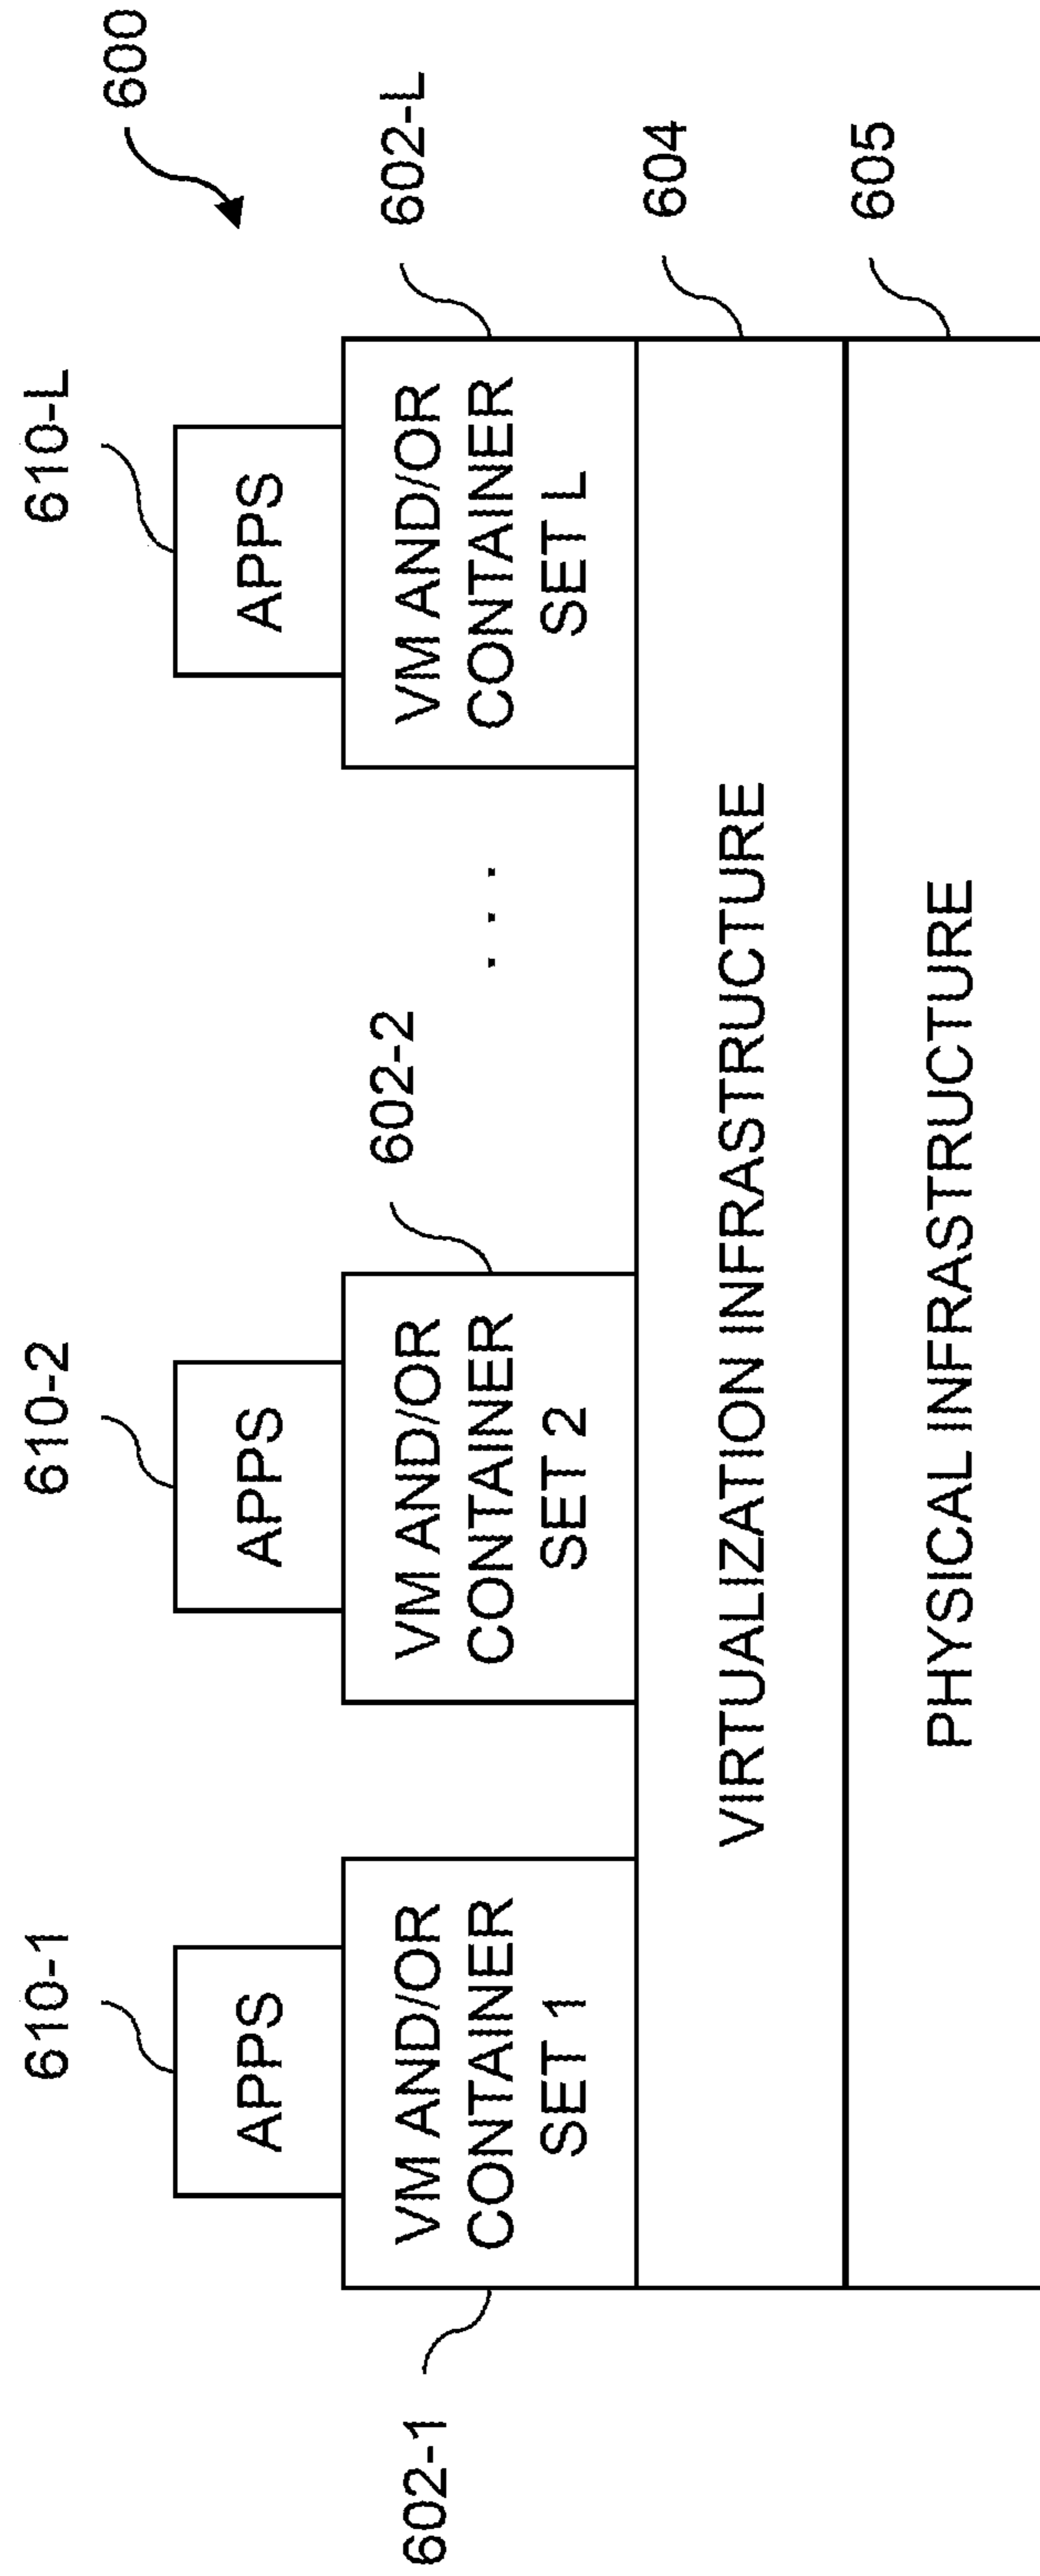 600
610-1
610-2
610-L
APPS
APPS
APPS
602-1
VM AND/OR
CONTAINER
SET 1
VM AND/OR
CONTAINER
SET 2
602-2
. . .
VM AND/OR
CONTAINER
SET L
602-L
VIRTUALIZATION INFRASTRUCTURE
604
PHYSICAL INFRASTRUCTURE
605